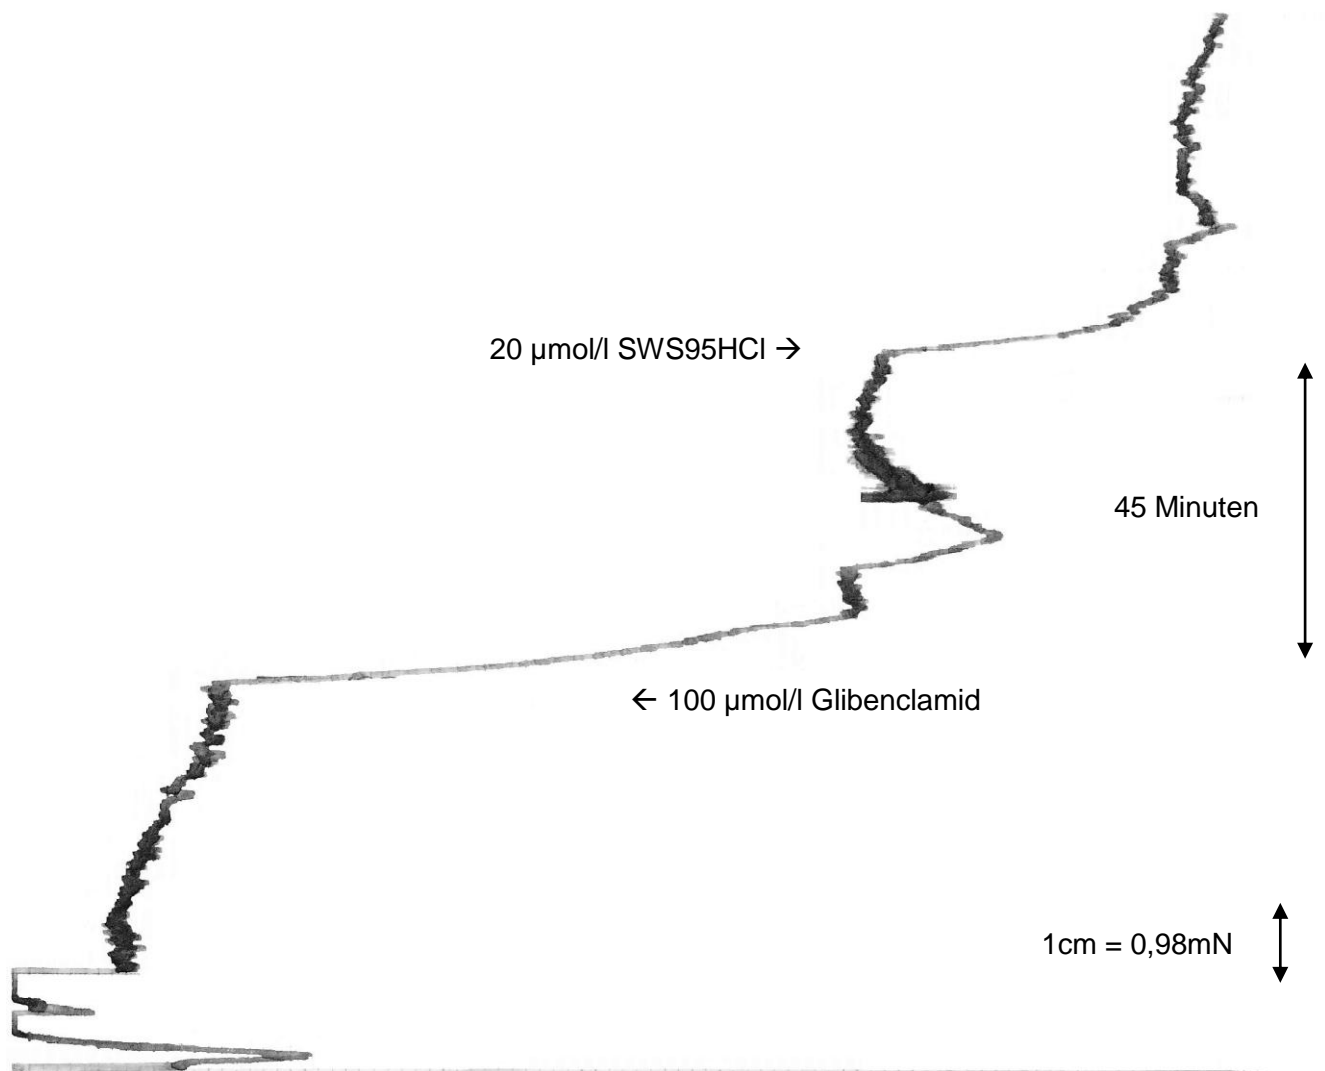 20 µmol/l SWS95HCl →
45 Minuten
← 100 µmol/l Glibenclamid
1cm = 0,98mN